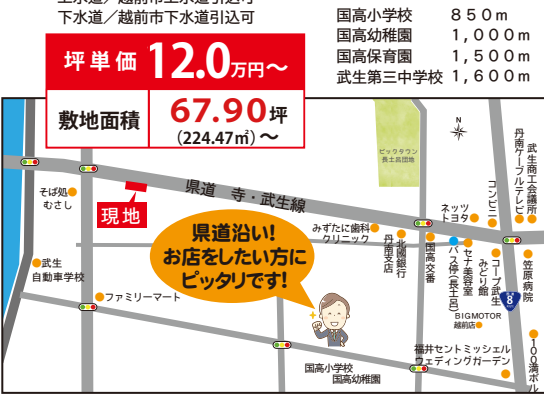 上水道／越前市上水道引込可
下水道／越前市下水道引込可
国高小学校 850m
国高幼稚園 1,000m
国高保育園 1,500m
武生第三中学校 1,600m
坪単価 12.0万円～
敷地面積 67.90坪
(224.47㎡)～
N
ビックタウン
長土呂団地
そば処
むさし
現地
県道 寺・武生線
県道沿い!
お店をしたい方に
ピッタリです!
みずたに歯科
クリニック
北國銀行
丹南支店
国高交番
ネッツ
トヨタ
コンビニ
丹南ケーブルテレビ
武生商工会議所
バス停(長土呂)
セナ美容室
コープ武生
みどり館
笠原病院
8
BIGMOTOR
越前店
100満ボルト
武生
自動車学校
ファミリーマート
福井セントミッシェル
ウェディングガーデン
国高小学校
国高幼稚園